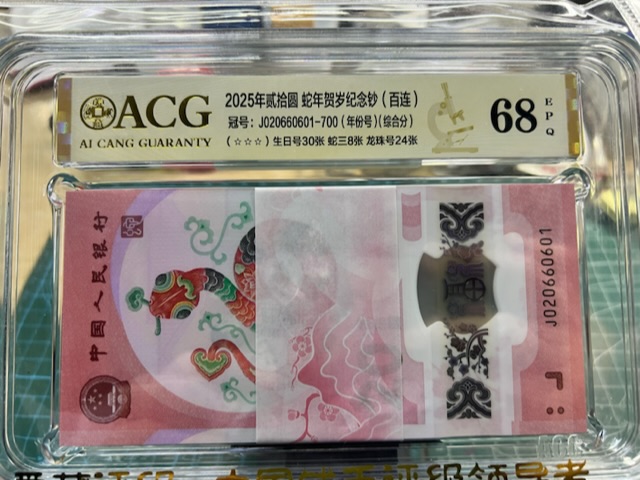 ACG
AI CANG GUARANTY
2025年贰拾圆 蛇年贺岁纪念钞（百连）
冠号：J020660601-700（年份号）（综合分）
（☆☆☆）生日号30张 蛇三8张 龙珠号24张
68
EPQ
中国人民银行
J020660601